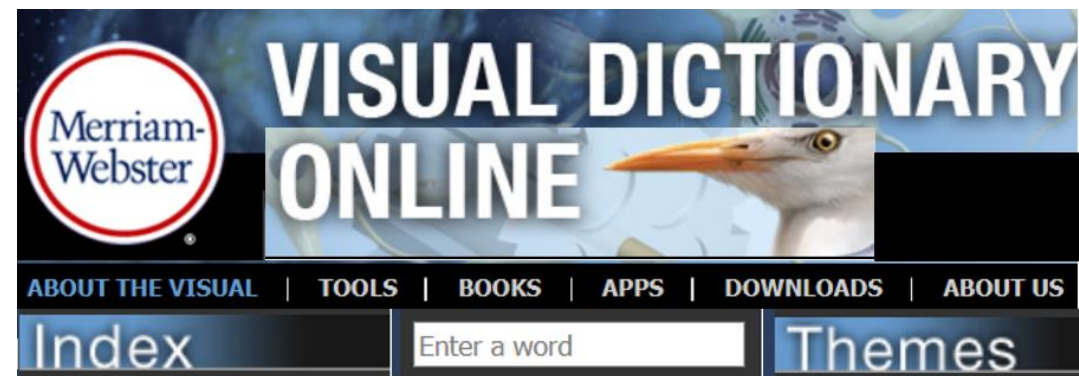 Merriam-
Webster
®
VISUAL DICTIONARY
ONLINE
ABOUT THE VISUAL | TOOLS | BOOKS | APPS | DOWNLOADS | ABOUT US
Index
Enter a word
Themes